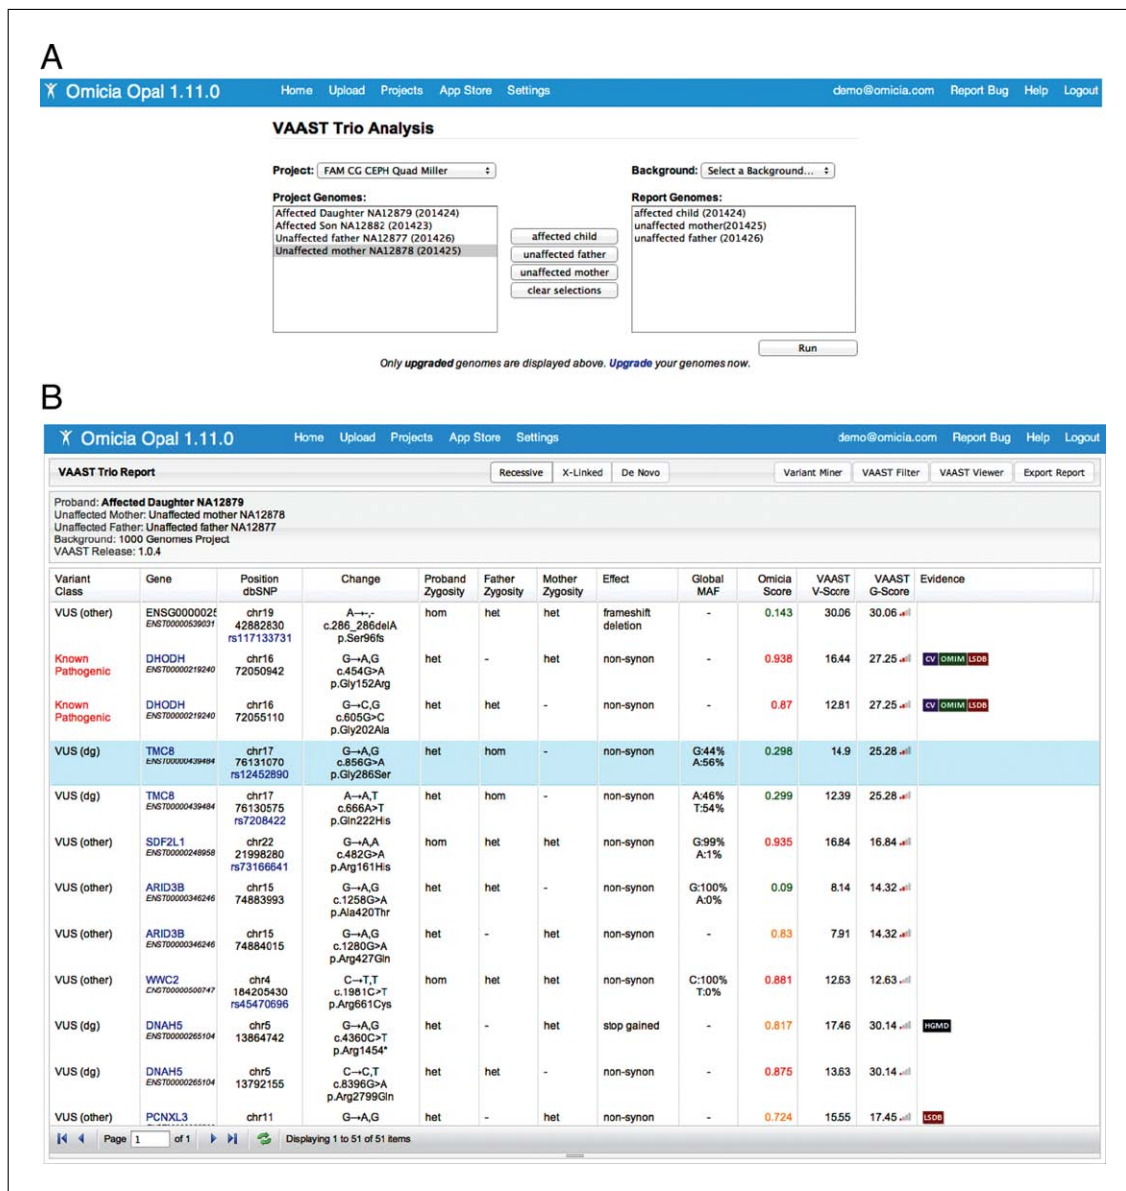 A
Omicia Opal 1.11.0 Home Upload Projects App Store Settings demo@omicia.com Report Bug Help Logout
VAAST Trio Analysis
Project: FAM CG CEPH Quad Miller Background: Select a Background...
Project Genomes: Report Genomes:
Affected Daughter NA12879 (201424) affected child (201424)
Affected Son NA12882 (201423) unaffected mother(201425)
Unaffected father NA12877 (201426) unaffected father (201426)
Unaffected mother NA12878 (201425)
affected child
unaffected father
unaffected mother
clear selections
Run
Only upgraded genomes are displayed above. Upgrade your genomes now.
B
Omicia Opal 1.11.0 Home Upload Projects App Store Settings demo@omicia.com Report Bug Help Logout
VAAST Trio Report Recessive X-Linked De Novo Variant Miner VAAST Filter VAAST Viewer Export Report
Proband: Affected Daughter NA12879
Unaffected Mother: Unaffected mother NA12878
Unaffected Father: Unaffected father NA12877
Background: 1000 Genomes Project
VAAST Release: 1.0.4
Variant Gene Position Change Proband Father Mother Effect Global Omicia VAAST VAAST Evidence
Class dbSNP Zygosity Zygosity Zygosity MAF Score V-Score G-Score
VUS (other) ENSG0000025 chr19 A→-,- hom het het frameshift - 0.143 30.06 30.06
ENST00000539031 42882830 c.286_286delA deletion
rs117133731 p.Ser96fs
Known DHODH chr16 G→A,G het - het non-synon - 0.938 16.44 27.25 CV OMIM LSDB
Pathogenic ENST00000219240 72050942 c.454G>A
p.Gly152Arg
Known DHODH chr16 G→C,G het het - non-synon - 0.87 12.81 27.25 CV OMIM LSDB
Pathogenic ENST00000219240 72055110 c.605G>C
p.Gly202Ala
VUS (dg) TMC8 chr17 G→A,G het hom - non-synon G:44% 0.298 14.9 25.28
ENST00000439484 76131070 c.856G>A A:56%
rs12452890 p.Gly286Ser
VUS (dg) TMC8 chr17 A→A,T het hom - non-synon A:46% 0.299 12.39 25.28
ENST00000439484 76130575 c.666A>T T:54%
rs7208422 p.Gln222His
VUS (other) SDF2L1 chr22 G→A,A hom het het non-synon G:99% 0.935 16.84 16.84
ENST00000248958 21998280 c.482G>A A:1%
rs73166641 p.Arg161His
VUS (other) ARID3B chr15 G→A,G het het - non-synon G:100% 0.09 8.14 14.32
ENST00000346246 74883993 c.1258G>A A:0%
p.Ala420Thr
VUS (other) ARID3B chr15 G→A,G het - het non-synon - 0.83 7.91 14.32
ENST00000346246 74884015 c.1280G>A
p.Arg427Gln
VUS (other) WWC2 chr4 C→T,T hom het het non-synon C:100% 0.881 12.63 12.63
ENST00000500747 184205430 c.1981C>T T:0%
rs45470696 p.Arg661Cys
VUS (dg) DNAH5 chr5 G→A,G het - het stop gained - 0.817 17.46 30.14 HGMD
ENST00000265104 13864742 c.4360C>T
p.Arg1454*
VUS (dg) DNAH5 chr5 C→C,T het het - non-synon - 0.875 13.63 30.14
ENST00000265104 13792155 c.8396G>A
p.Arg2799Gln
VUS (other) PCNXL3 chr11 G→A,G het - het non-synon - 0.724 15.55 17.45 LSDB
Page 1 of 1 Displaying 1 to 51 of 51 items